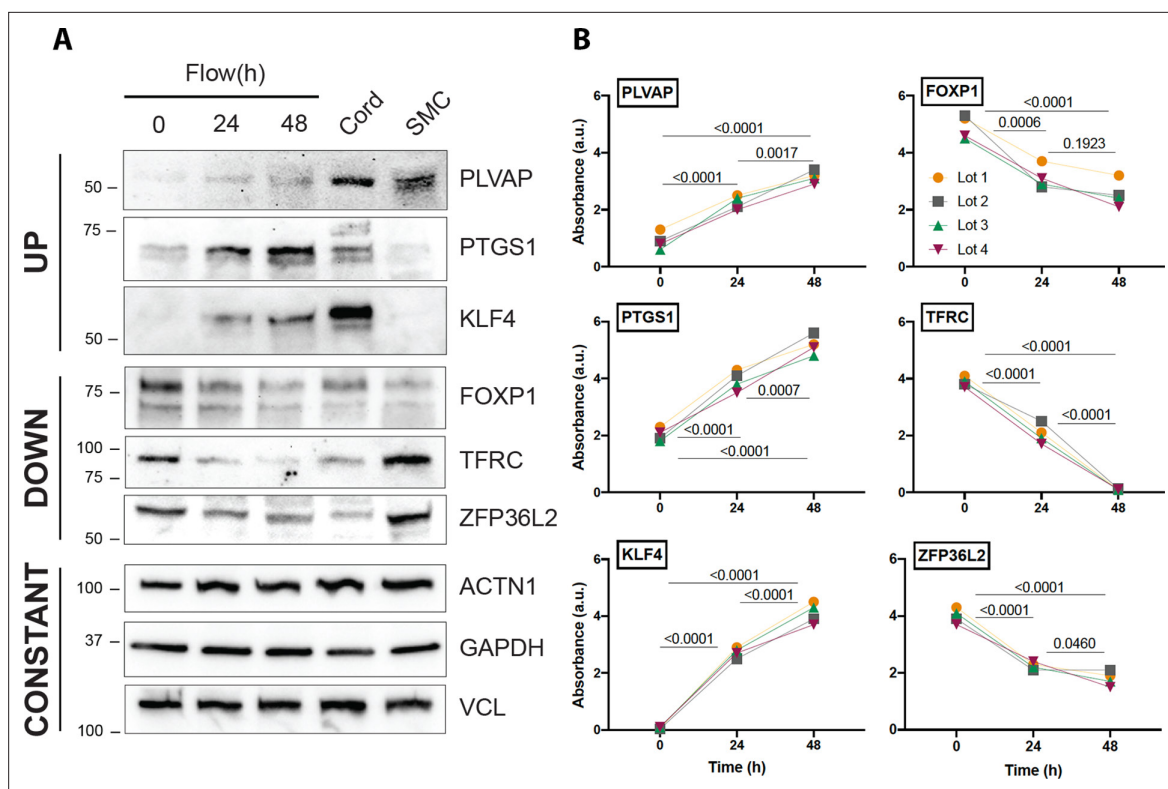 A
Flow(h)
0 24 48 Cord SMC
UP
50 – PLVAP
75 – PTGS1
50 – KLF4
DOWN
75 – FOXP1
100 –
75 – TFRC
50 – ZFP36L2
CONSTANT
100 – ACTN1
37 – GAPDH
100 – VCL
B
PLVAP
Absorbance (a.u.)
6
4
2
0
<0.0001
0.0017
<0.0001
0 24 48
FOXP1
6
4
2
0
<0.0001
0.0006
0.1923
Lot 1
Lot 2
Lot 3
Lot 4
0 24 48
PTGS1
Absorbance (a.u.)
6
4
2
0
0.0007
<0.0001
<0.0001
0 24 48
TFRC
6
4
2
0
<0.0001
<0.0001
<0.0001
0 24 48
KLF4
Absorbance (a.u.)
6
4
2
0
<0.0001
<0.0001
<0.0001
0 24 48
Time (h)
ZFP36L2
6
4
2
0
<0.0001
<0.0001
0.0460
0 24 48
Time (h)